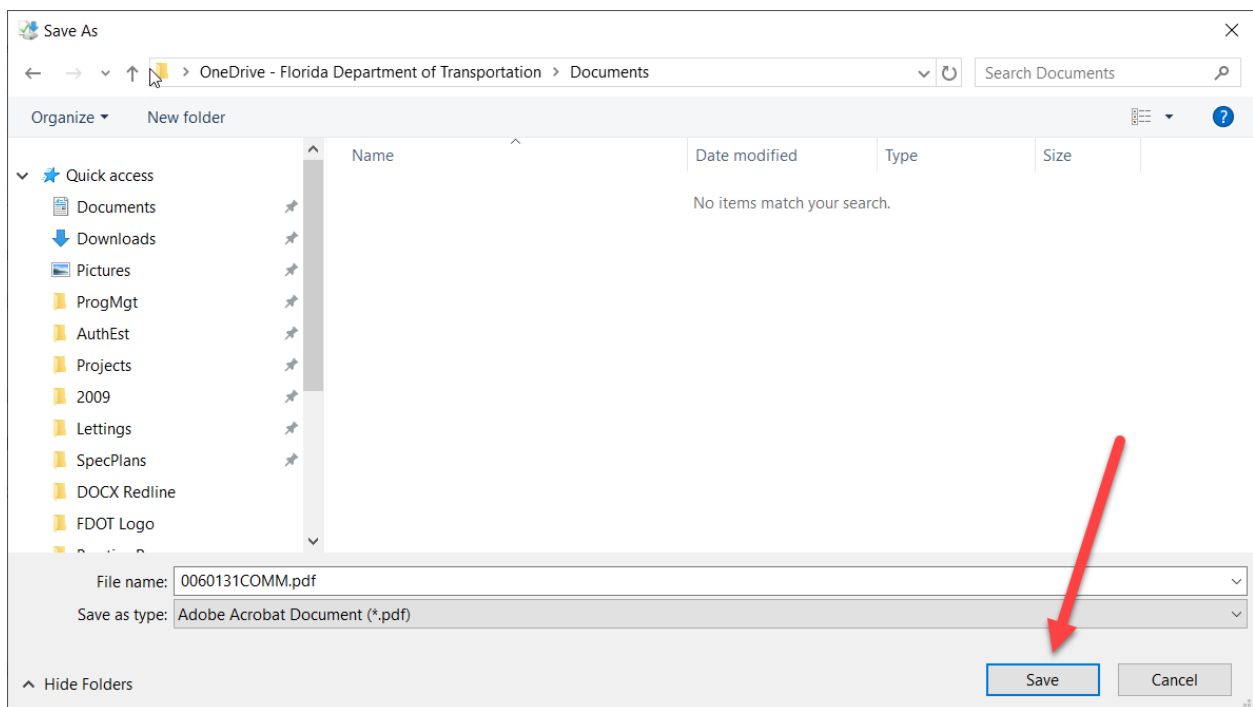 Save As
OneDrive - Florida Department of Transportation > Documents
Search Documents
Organize
New folder
Name
Date modified
Type
Size
No items match your search.
Quick access
Documents
Downloads
Pictures
ProgMgt
AuthEst
Projects
2009
Lettings
SpecPlans
DOCX Redline
FDOT Logo
File name: 0060131COMM.pdf
Save as type: Adobe Acrobat Document (*.pdf)
Hide Folders
Save
Cancel